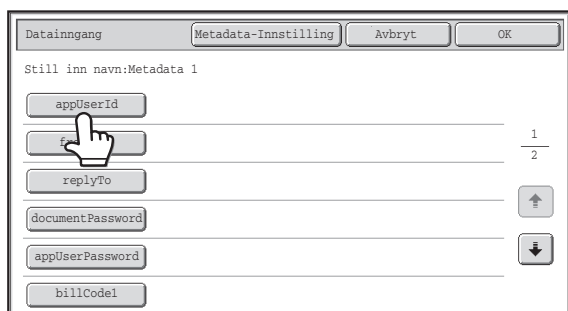 Datainngang Metadata-Innstilling Avbryt OK
Still inn navn:Metadata 1
appUserId
1
2
replyTo
documentPassword
appUserPassword
billCode1